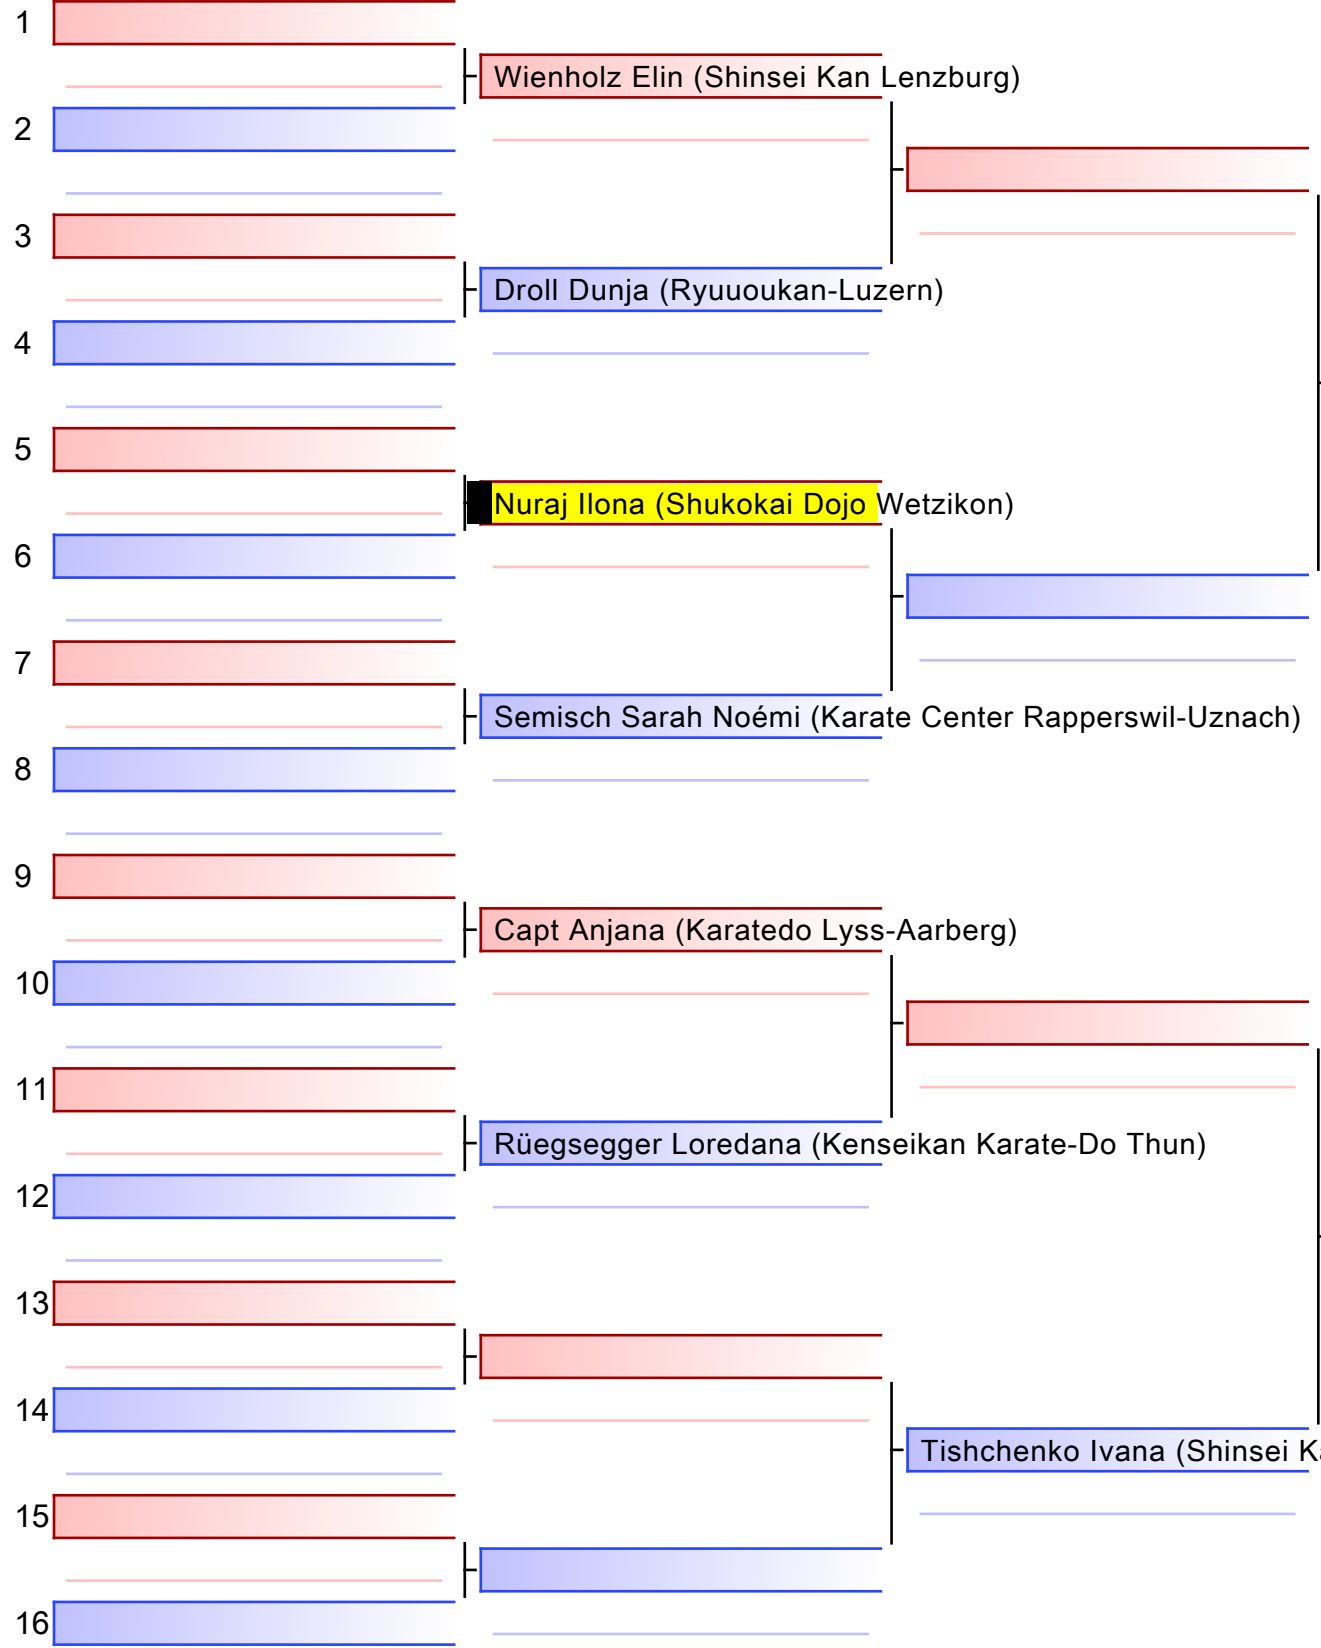 1
Wienholz Elin (Shinsei Kan Lenzburg)
2
3
Droll Dunja (Ryuuoukan-Luzern)
4
5
Nuraj Ilona (Shukokai Dojo Wetzikon)
6
7
Semisch Sarah Noémi (Karate Center Rapperswil-Uznach)
8
9
Capt Anjana (Karatedo Lyss-Aarberg)
10
11
Rüegsegger Loredana (Kenseikan Karate-Do Thun)
12
13
14
Tishchenko Ivana (Shinsei
15
16